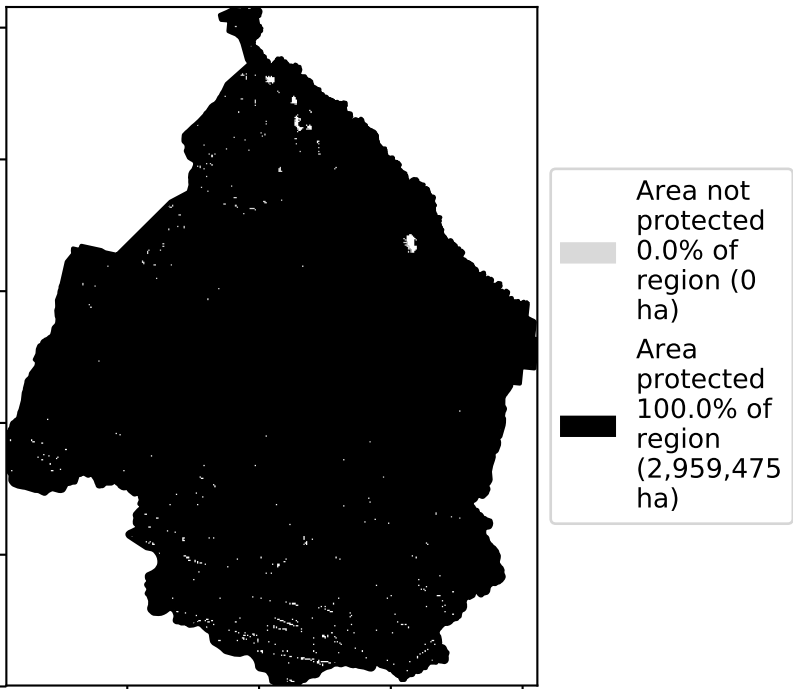 Area not
protected
0.0% of
region (0
ha)
Area
protected
100.0% of
region
(2,959,475
ha)